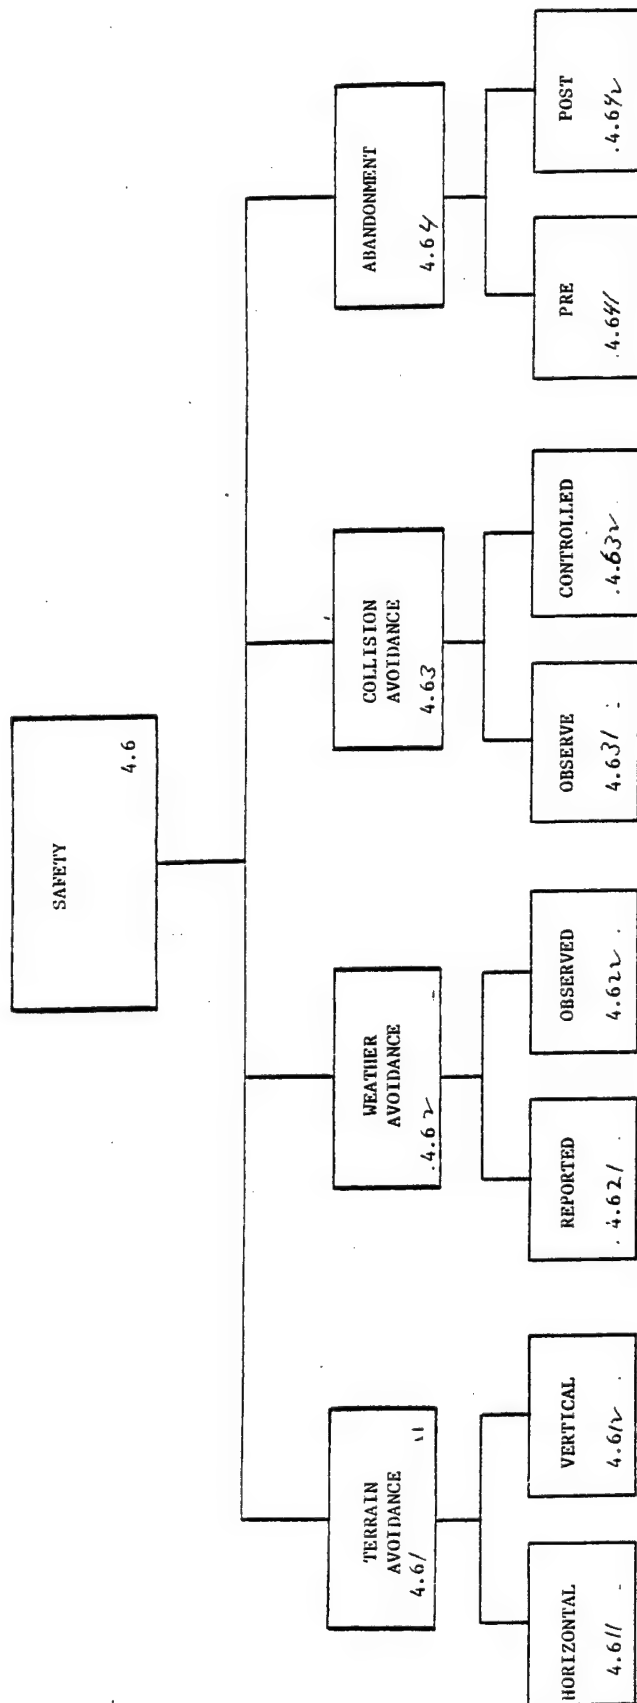 SAFETY
4.6
TERRAIN
AVOIDANCE
4.61
WEATHER
AVOIDANCE
4.62
COLLISION
AVOIDANCE
4.63
ABANDONMENT
4.64
HORIZONTAL
4.611
VERTICAL
4.612
REPORTED
4.621
OBSERVED
4.622
OBSERVE
4.631
CONTROLLED
4.632
PRE
4.641
POST
4.642